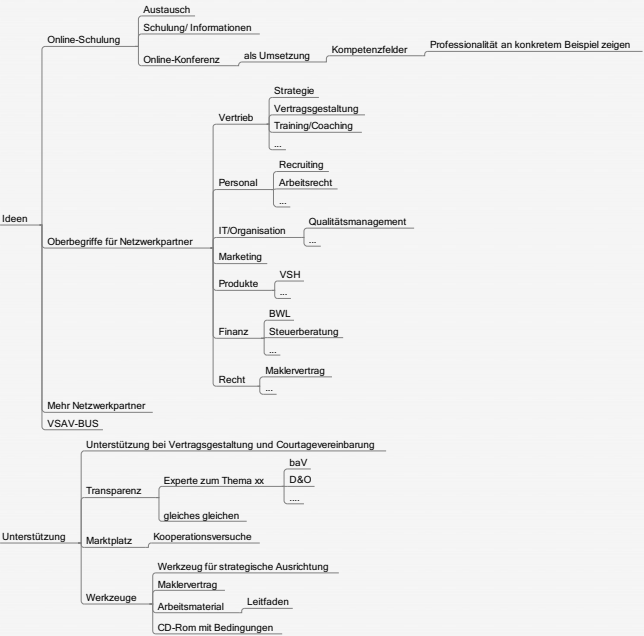 Ideen
Online-Schulung
Austausch
Schulung/ Informationen
Online-Konferenz
als Umsetzung
Kompetenzfelder
Professionalität an konkretem Beispiel zeigen
Oberbegriffe für Netzwerkpartner
Vertrieb
Strategie
Vertragsgestaltung
Training/Coaching
...
Personal
Recruiting
Arbeitsrecht
...
IT/Organisation
Qualitätsmanagement
...
Marketing
Produkte
VSH
...
Finanz
BWL
Steuerberatung
...
Recht
Maklervertrag
...
Mehr Netzwerkpartner
VSAV-BUS
Unterstützung
Unterstützung bei Vertragsgestaltung und Courtagevereinbarung
Transparenz
Experte zum Thema xx
baV
D&O
....
gleiches gleichen
Marktplatz
Kooperationsversuche
Werkzeuge
Werkzeug für strategische Ausrichtung
Maklervertrag
Arbeitsmaterial
Leitfaden
CD-Rom mit Bedingungen